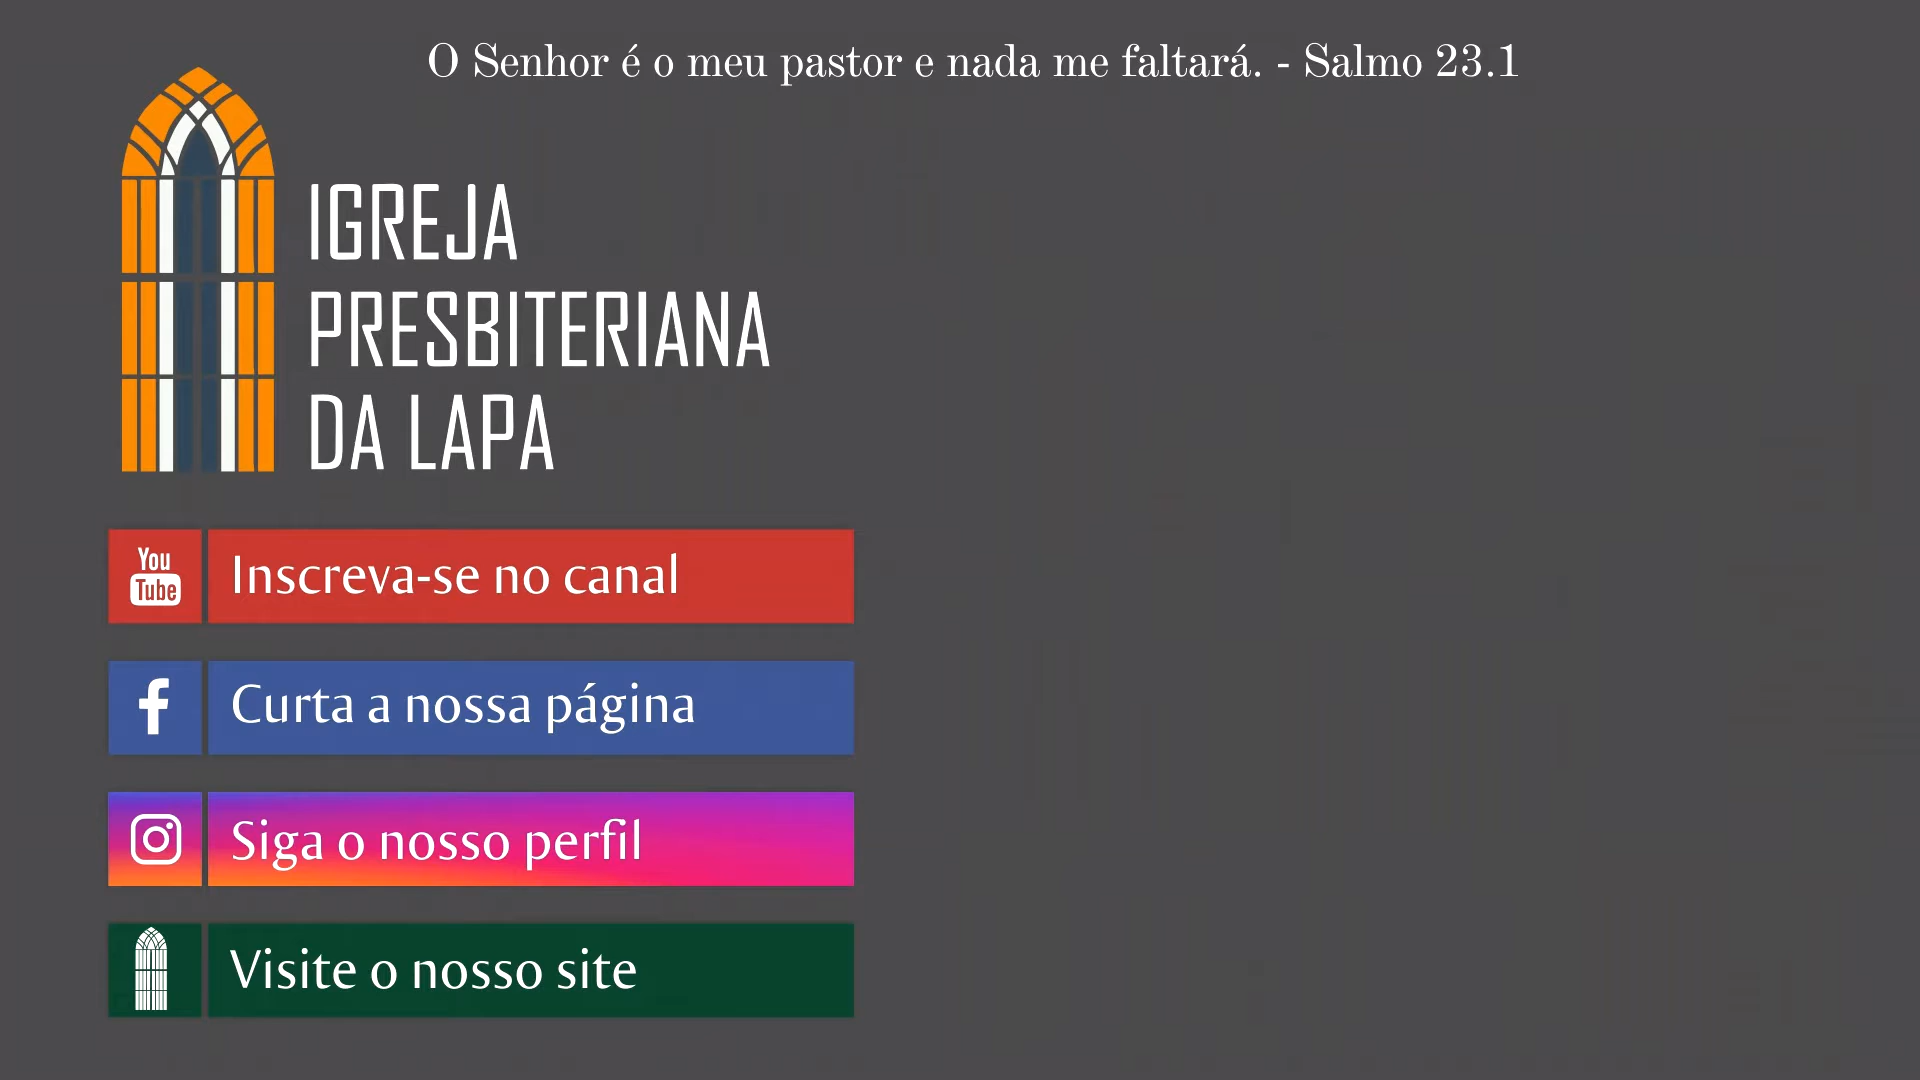 O Senhor é o meu pastor e nada me faltará. - Salmo 23.1
IGREJA
PRESBITERIANA
DA LAPA
You
Tube
Inscreva-se no canal
f
Curta a nossa página
Siga o nosso perfil
Visite o nosso site